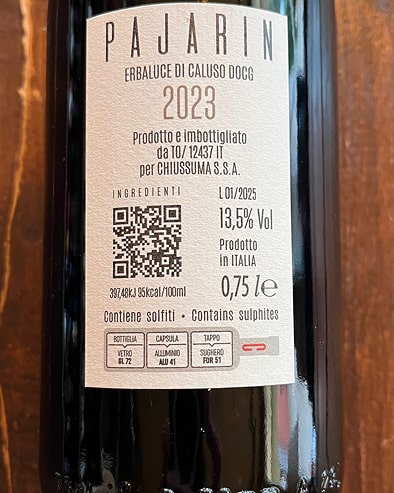 PAJARIN
ERBALUCE DI CALUSO DOCG
2023
Prodotto e imbottigliato
da TO/ 12437 IT
per CHIUSSUMA S.S.A.
INGREDIENTI
397,48kJ 95kcal/100ml
L 01/2025
13,5% Vol
Prodotto
in ITALIA
0,75 l e
Contiene solfiti • Contains sulphites
BOTTIGLIA
VETRO
GL 72
CAPSULA
ALLUMINIO
ALU 41
TAPPO
SUGHERO
FOR 51